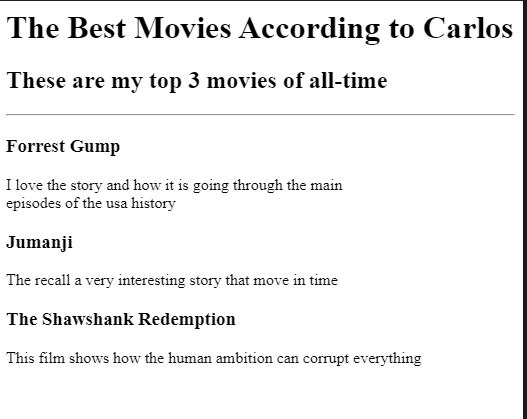 The Best Movies According to Carlos
These are my top 3 movies of all-time
Forrest Gump
I love the story and how it is going through the main
episodes of the usa history
Jumanji
The recall a very interesting story that move in time
The Shawshank Redemption
This film shows how the human ambition can corrupt everything